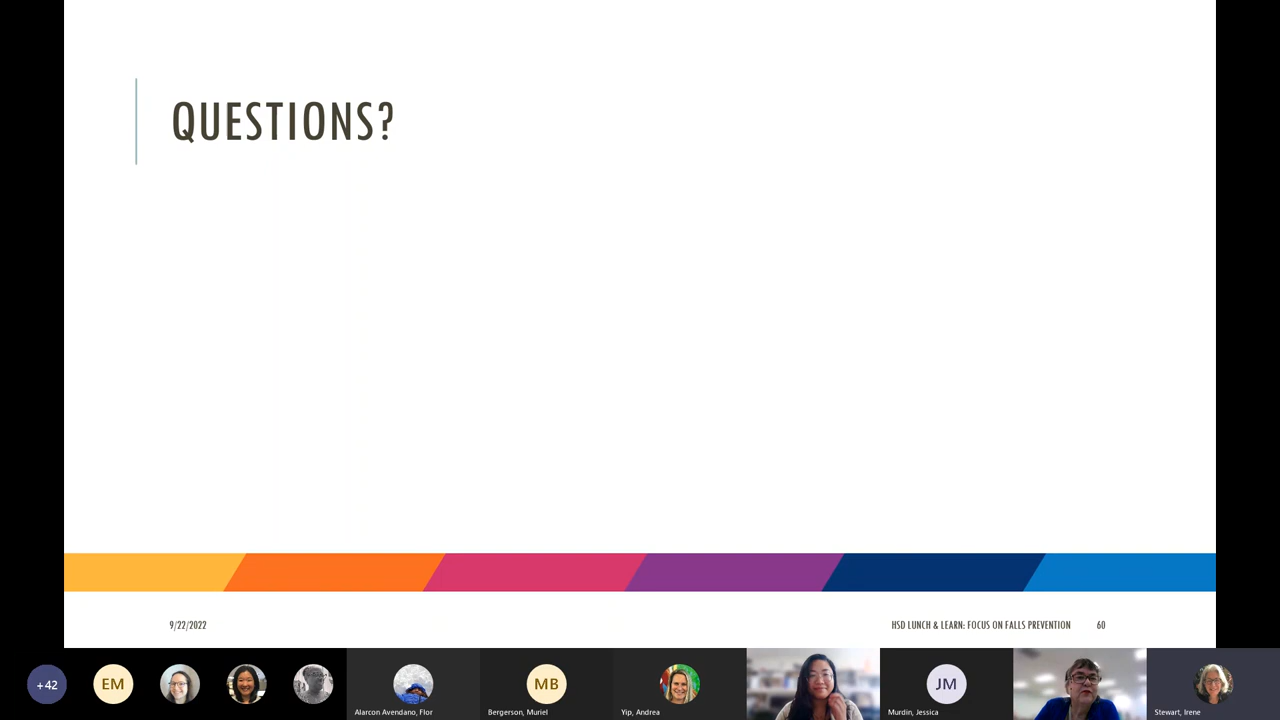 QUESTIONS?
9/22/2022
HSD LUNCH & LEARN: FOCUS ON FALLS PREVENTION
60
+42
EM
MB
JM
Alarcon Avendano, Flor
Bergerson, Muriel
Yip, Andrea
Murdin, Jessica
Stewart, Irene